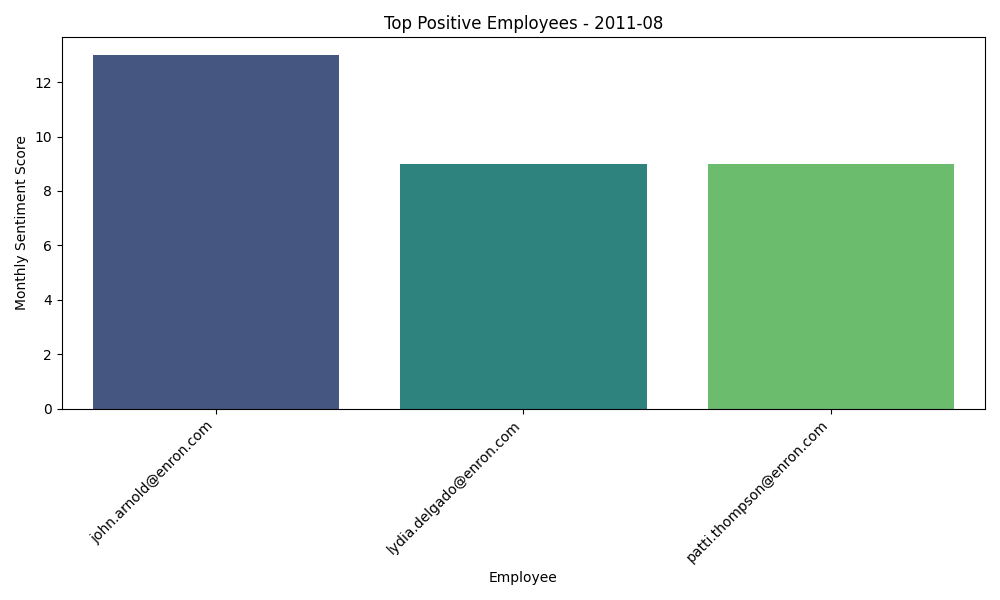 Top Positive Employees - 2011-08
Monthly Sentiment Score
12
10
8
6
4
2
0
john.arnold@enron.com
lydia.delgado@enron.com
patti.thompson@enron.com
Employee